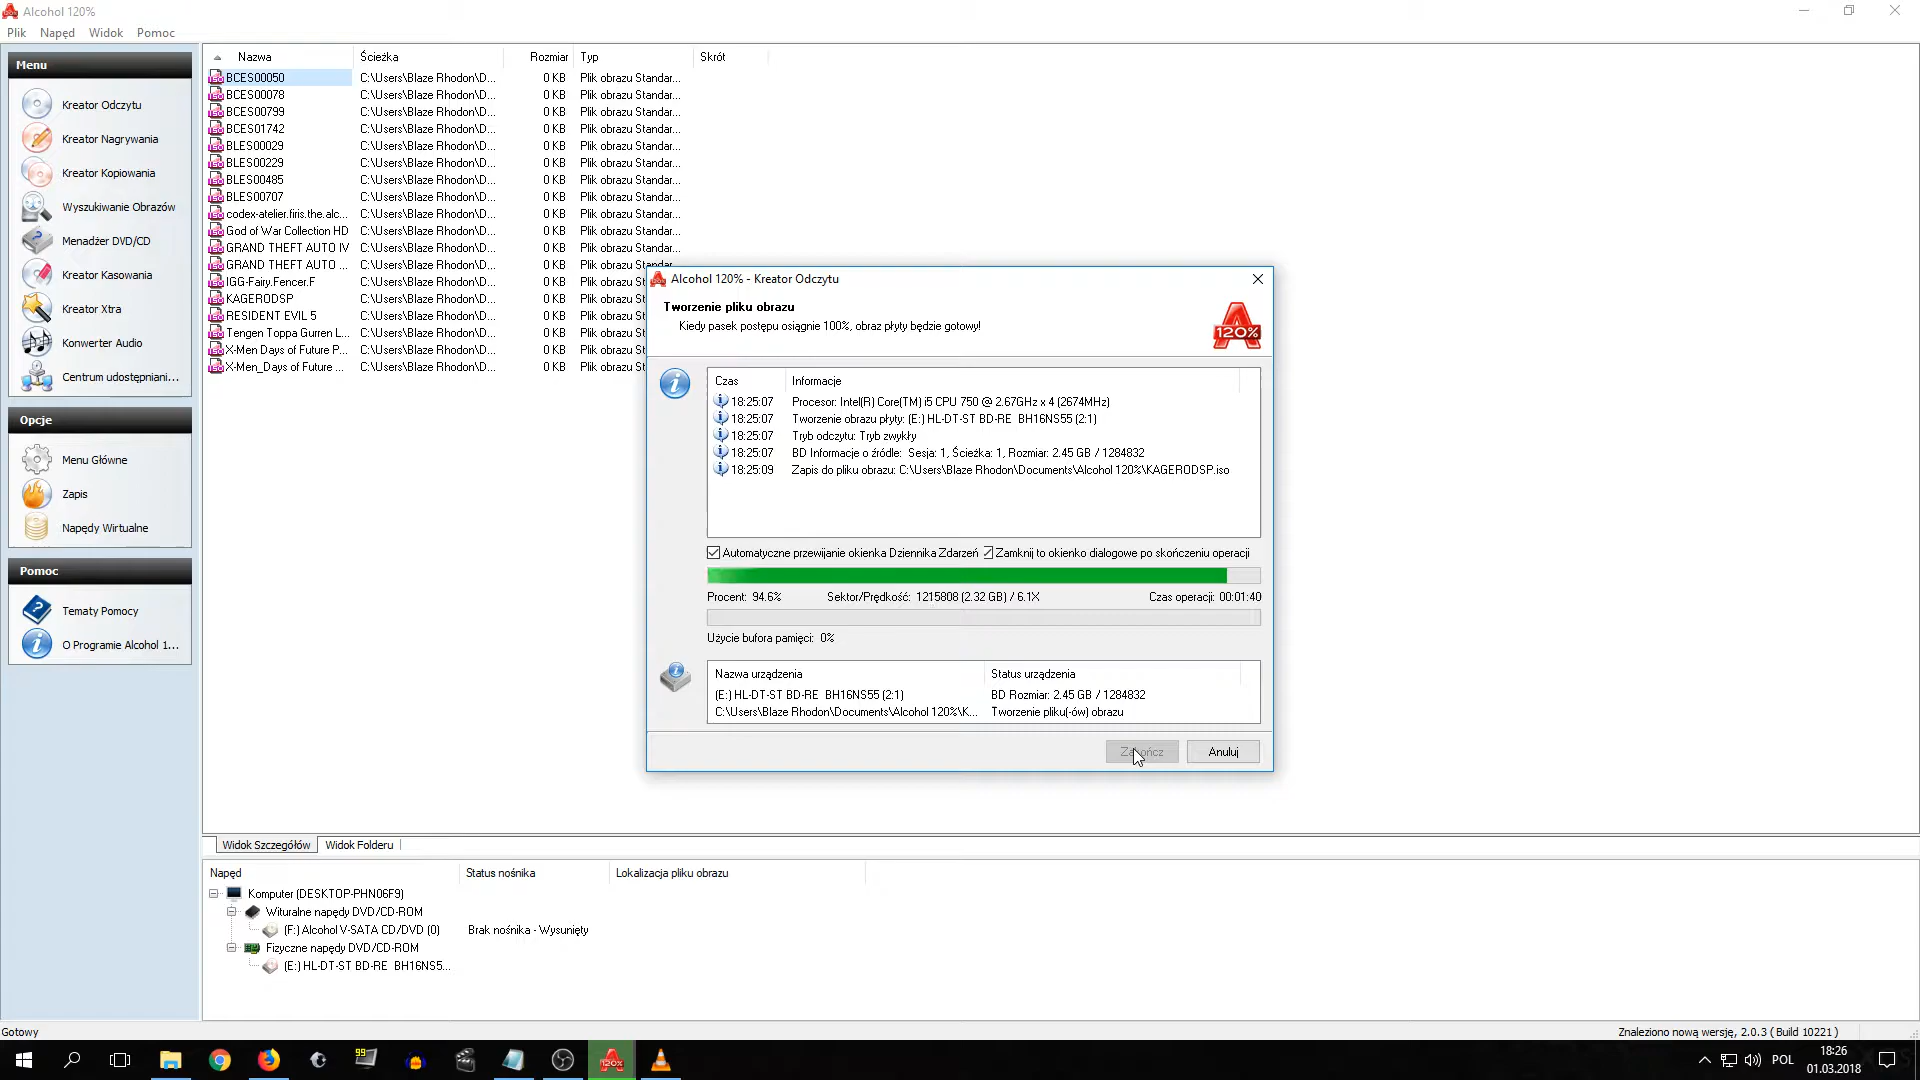 Alcohol 120%
Plik Napęd Widok Pomoc
Menu
Kreator Odczytu
Kreator Nagrywania
Kreator Kopiowania
Wyszukiwanie Obrazów
Menadżer DVD/CD
Kreator Kasowania
Kreator Xtra
Konwerter Audio
Centrum udostępniani...
Opcje
Menu Główne
Zapis
Napędy Wirtualne
Pomoc
Tematy Pomocy
O Programie Alcohol 1...
Nazwa Ścieżka Rozmiar Typ Skrót
BCES00050 C:\Users\Blaze Rhodon\D... 0 KB Plik obrazu Standar...
BCES00078 C:\Users\Blaze Rhodon\D... 0 KB Plik obrazu Standar...
BCES00799 C:\Users\Blaze Rhodon\D... 0 KB Plik obrazu Standar...
BCES01742 C:\Users\Blaze Rhodon\D... 0 KB Plik obrazu Standar...
BLES00029 C:\Users\Blaze Rhodon\D... 0 KB Plik obrazu Standar...
BLES00229 C:\Users\Blaze Rhodon\D... 0 KB Plik obrazu Standar...
BLES00485 C:\Users\Blaze Rhodon\D... 0 KB Plik obrazu Standar...
BLES00707 C:\Users\Blaze Rhodon\D... 0 KB Plik obrazu Standar...
codex-atelier.firis.the.alc... C:\Users\Blaze Rhodon\D... 0 KB Plik obrazu Standar...
God of War Collection HD C:\Users\Blaze Rhodon\D... 0 KB Plik obrazu Standar...
GRAND THEFT AUTO IV C:\Users\Blaze Rhodon\D... 0 KB Plik obrazu Standar...
GRAND THEFT AUTO ... C:\Users\Blaze Rhodon\D... 0 KB Plik obrazu Standar...
IGG-Fairy.Fencer.F C:\Users\Blaze Rhodon\D... 0 KB
KAGERODSP C:\Users\Blaze Rhodon\D... 0 KB
RESIDENT EVIL 5 C:\Users\Blaze Rhodon\D... 0 KB
Tengen Toppa Gurren L... C:\Users\Blaze Rhodon\D... 0 KB
X-Men Days of Future P... C:\Users\Blaze Rhodon\D... 0 KB
X-Men_Days of Future ... C:\Users\Blaze Rhodon\D... 0 KB
Alcohol 120% - Kreator Odczytu
Tworzenie pliku obrazu
Kiedy pasek postępu osiągnie 100%, obraz płyty będzie gotowy!
120%
Czas Informacje
18:25:07 Procesor: Intel(R) Core(TM) i5 CPU 750 @ 2.67GHz x 4 (2674MHz)
18:25:07 Tworzenie obrazu płyty: (E:) HL-DT-ST BD-RE BH16NS55 (2:1)
18:25:07 Tryb odczytu: Tryb zwykły
18:25:07 BD Informacje o źródle: Sesja: 1, Ścieżka: 1, Rozmiar: 2.45 GB / 1284832
18:25:09 Zapis do pliku obrazu: C:\Users\Blaze Rhodon\Documents\Alcohol 120%\KAGERODSP.iso
Automatyczne przewijanie okienka Dziennika Zdarzeń Zamknij to okienko dialogowe po skończeniu operacji
Procent: 94.6% Sektor/Prędkość: 1215808 (2.32 GB) / 6.1X Czas operacji: 00:01:40
Użycie bufora pamięci: 0%
Nazwa urządzenia Status urządzenia
(E:) HL-DT-ST BD-RE BH16NS55 (2:1) BD Rozmiar: 2.45 GB / 1284832
C:\Users\Blaze Rhodon\Documents\Alcohol 120%\K... Tworzenie pliku(-ów) obrazu
Zakończ Anuluj
Widok Szczegółów Widok Folderu
Napęd Status nośnika Lokalizacja pliku obrazu
Komputer (DESKTOP-PHN06F9)
Wituralne napędy DVD/CD-ROM
(F:) Alcohol V-SATA CD/DVD (0) Brak nośnika - Wysunięty
Fizyczne napędy DVD/CD-ROM
(E:) HL-DT-ST BD-RE BH16NS5...
Gotowy Znaleziono nową wersję, 2.0.3 (Build 10221)
99
120%
POL
18:26
01.03.2018